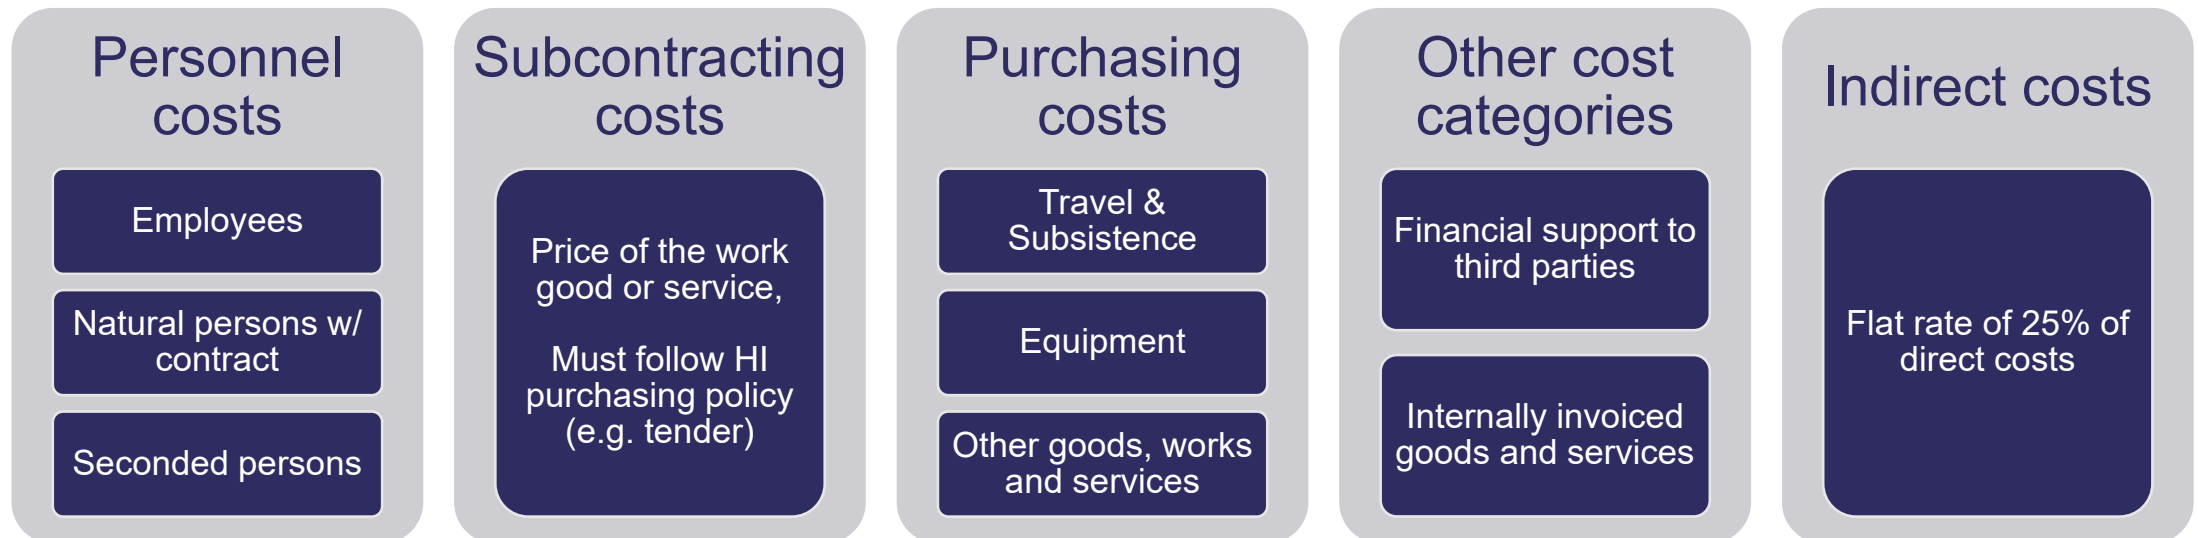 Personnel
costs
Employees
Natural persons w/
contract
Seconded persons
Subcontracting
costs
Price of the work
good or service,
Must follow HI
purchasing policy
(e.g. tender)
Purchasing
costs
Travel &
Subsistence
Equipment
Other goods, works
and services
Other cost
categories
Financial support to
third parties
Internally invoiced
goods and services
Indirect costs
Flat rate of 25% of
direct costs